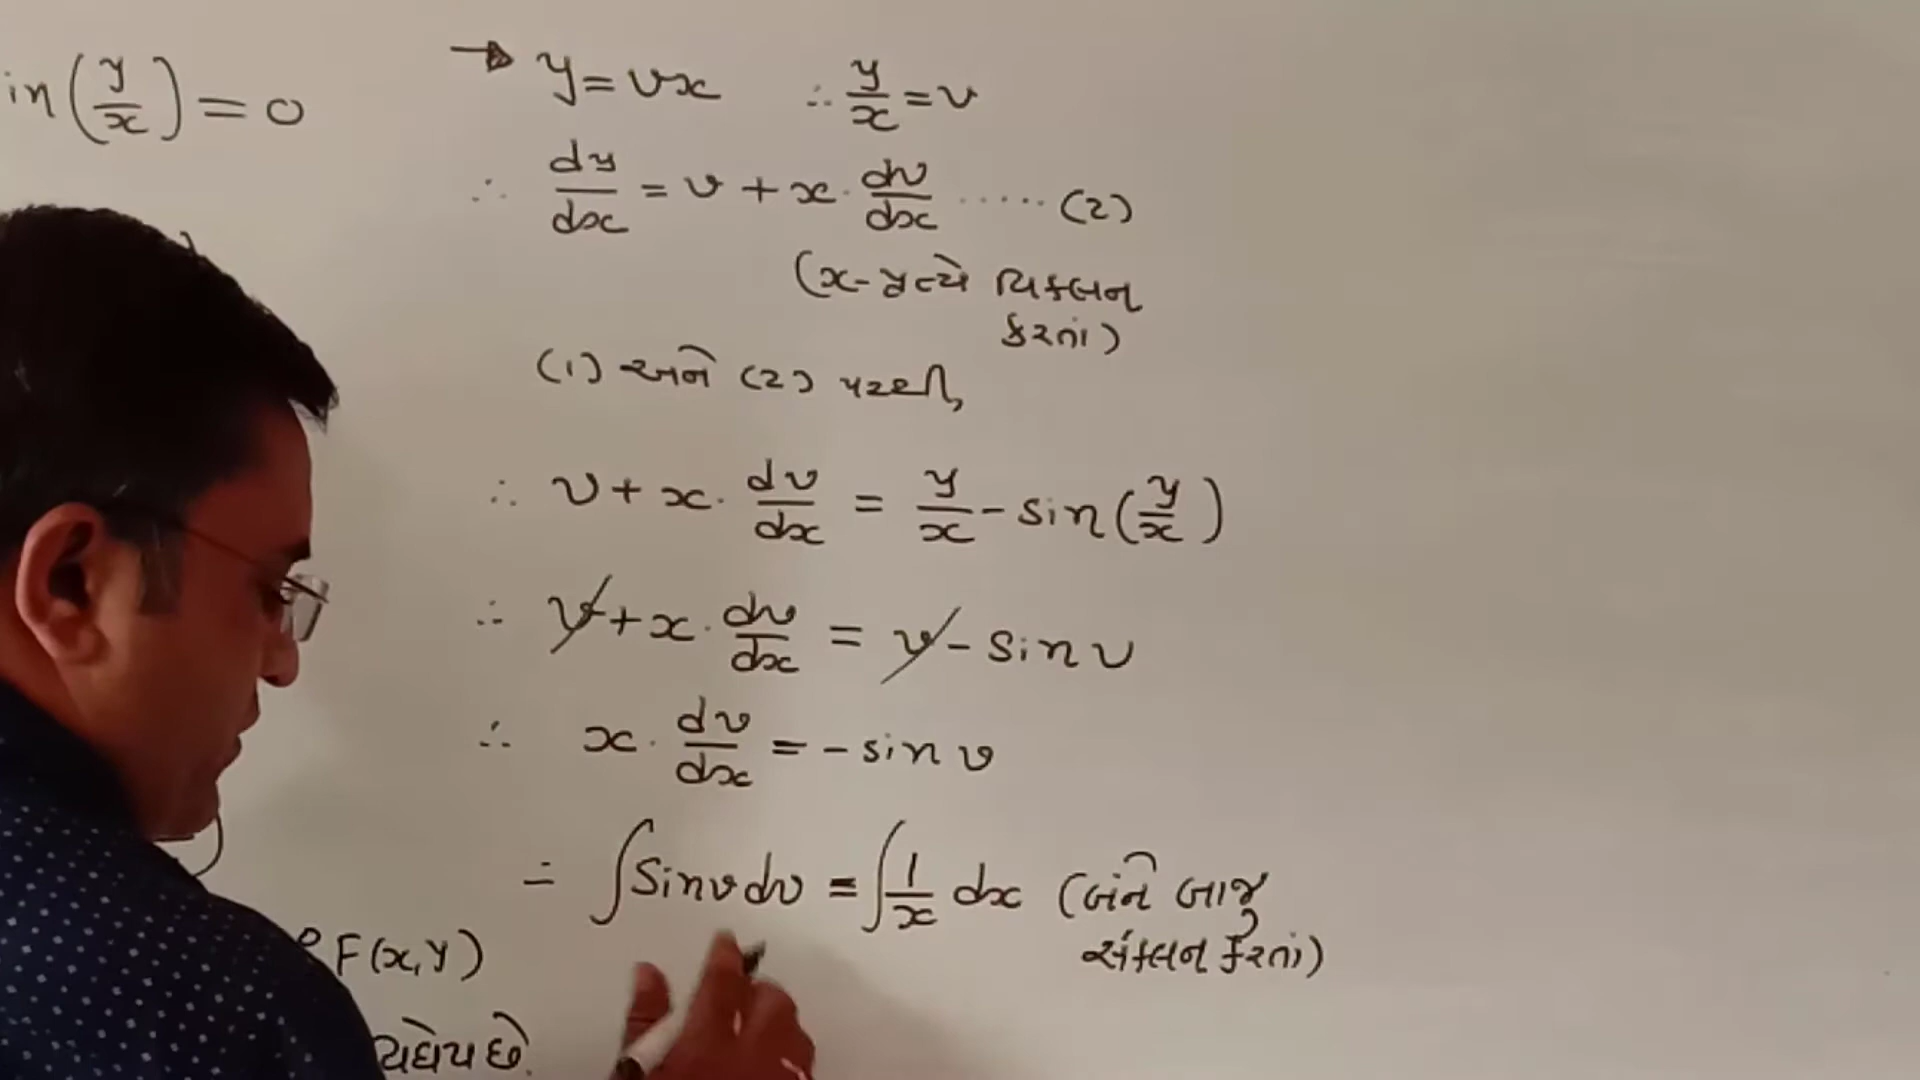 in(y/x) = 0
→ y = vx ∴ y/x = v
∴ dy/dx = v + x · dv/dx ..... (2)
(x-પ્રત્યે વિકલન
કરતાં)
(1) અને (2) પરથી,
∴ v + x · dv/dx = y/x - sin(y/x)
∴ v + x · dv/dx = v - sin v
∴ x · dv/dx = - sin v
= ∫ sin v dv = ∫ 1/x dx (બંને બાજુ
સંકલન કરતાં)
F(x, y)
વિધેય છે.